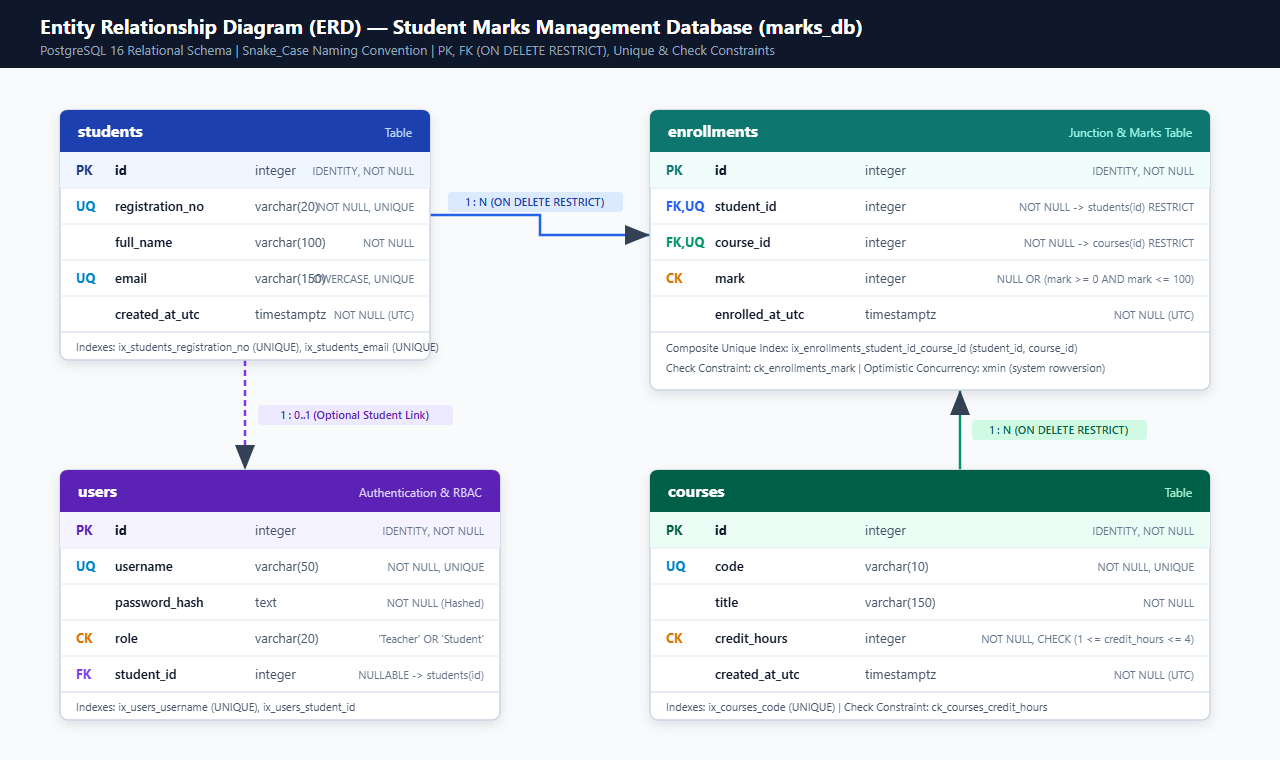 Entity Relationship Diagram (ERD) — Student Marks Management Database (marks_db)
PostgreSQL 16 Relational Schema | Snake_Case Naming Convention | PK, FK (ON DELETE RESTRICT), Unique & Check Constraints
students Table
PK id integer IDENTITY, NOT NULL
UQ registration_no varchar(20) NOT NULL, UNIQUE
full_name varchar(100) NOT NULL
UQ email varchar(150) LOWERCASE, UNIQUE
created_at_utc timestamptz NOT NULL (UTC)
Indexes: ix_students_registration_no (UNIQUE), ix_students_email (UNIQUE)
1 : N (ON DELETE RESTRICT)
enrollments Junction & Marks Table
PK id integer IDENTITY, NOT NULL
FK,UQ student_id integer NOT NULL -> students(id) RESTRICT
FK,UQ course_id integer NOT NULL -> courses(id) RESTRICT
CK mark integer NULL OR (mark >= 0 AND mark <= 100)
enrolled_at_utc timestamptz NOT NULL (UTC)
Composite Unique Index: ix_enrollments_student_id_course_id (student_id, course_id)
Check Constraint: ck_enrollments_mark | Optimistic Concurrency: xmin (system rowversion)
1 : 0..1 (Optional Student Link)
1 : N (ON DELETE RESTRICT)
users Authentication & RBAC
PK id integer IDENTITY, NOT NULL
UQ username varchar(50) NOT NULL, UNIQUE
password_hash text NOT NULL (Hashed)
CK role varchar(20) 'Teacher' OR 'Student'
FK student_id integer NULLABLE -> students(id)
Indexes: ix_users_username (UNIQUE), ix_users_student_id
courses Table
PK id integer IDENTITY, NOT NULL
UQ code varchar(10) NOT NULL, UNIQUE
title varchar(150) NOT NULL
CK credit_hours integer NOT NULL, CHECK (1 <= credit_hours <= 4)
created_at_utc timestamptz NOT NULL (UTC)
Indexes: ix_courses_code (UNIQUE) | Check Constraint: ck_courses_credit_hours